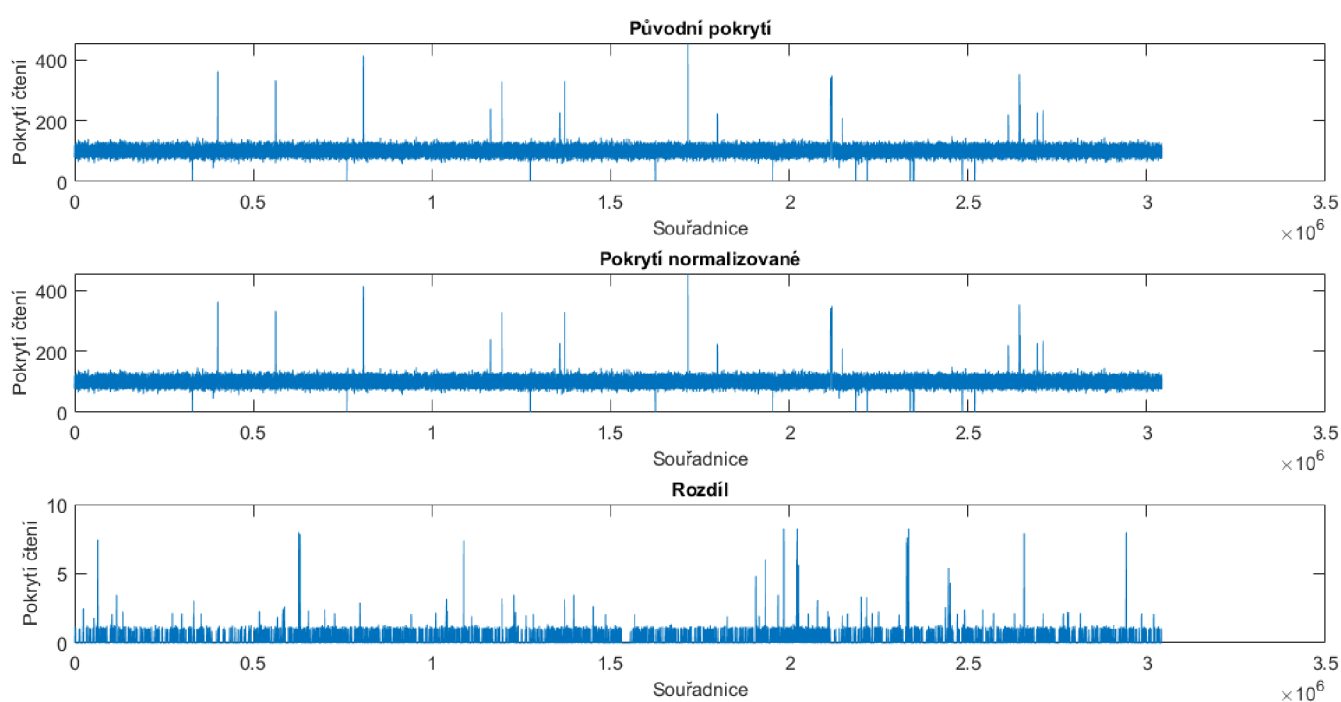 Původní pokrytí
Pokrytí čtení
400
200
0
0 0.5 1 1.5 2 2.5 3 3.5
Souřadnice
×10^6
Pokrytí normalizované
Pokrytí čtení
400
200
0
0 0.5 1 1.5 2 2.5 3 3.5
Souřadnice
×10^6
Rozdíl
Pokrytí čtení
10
5
0
0 0.5 1 1.5 2 2.5 3 3.5
Souřadnice
×10^6